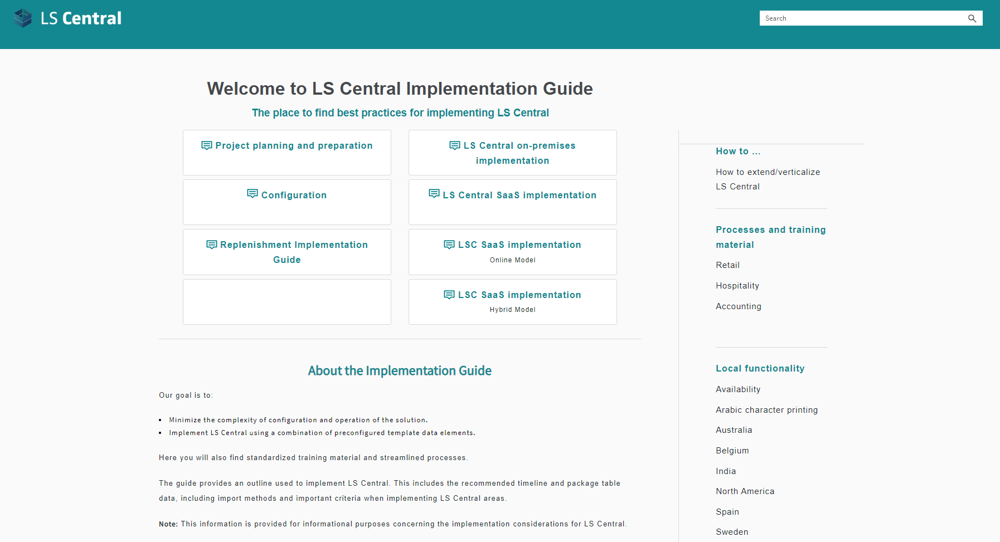 LS Central
Search
Welcome to LS Central Implementation Guide
The place to find best practices for implementing LS Central
Project planning and preparation
LS Central on-premises
implementation
Configuration
LS Central SaaS implementation
Replenishment Implementation
Guide
LSC SaaS implementation
Online Model
LSC SaaS implementation
Hybrid Model
About the Implementation Guide
Our goal is to:
• Minimize the complexity of configuration and operation of the solution.
• Implement LS Central using a combination of preconfigured template data elements.
Here you will also find standardized training material and streamlined processes.
The guide provides an outline used to implement LS Central. This includes the recommended timeline and package table
data, including import methods and important criteria when implementing LS Central areas.
Note: This information is provided for informational purposes concerning the implementation considerations for LS Central.
How to ...
How to extend/verticalize
LS Central
Processes and training
material
Retail
Hospitality
Accounting
Local functionality
Availability
Arabic character printing
Australia
Belgium
India
North America
Spain
Sweden